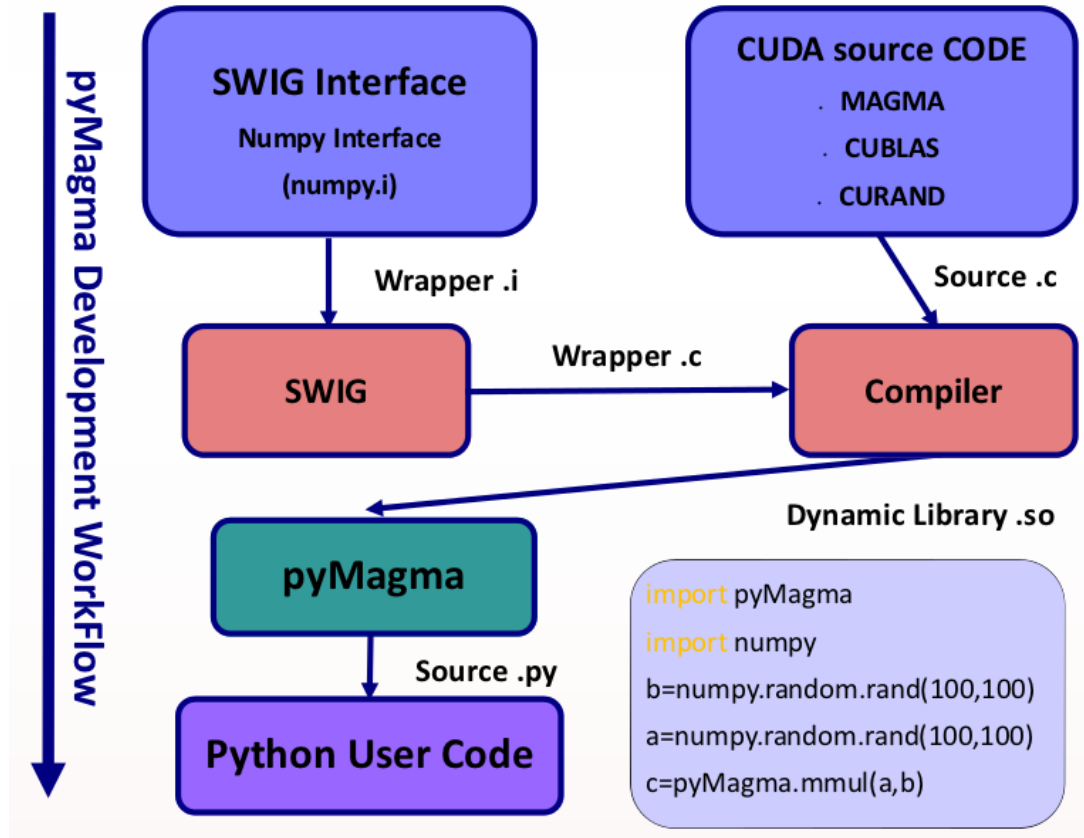 pyMagma Development WorkFlow
SWIG Interface
Numpy Interface
(numpy.i)
CUDA source CODE
. MAGMA
. CUBLAS
. CURAND
Wrapper .i
Source .c
SWIG
Wrapper .c
Compiler
Dynamic Library .so
pyMagma
Source .py
Python User Code
import pyMagma
import numpy
b=numpy.random.rand(100,100)
a=numpy.random.rand(100,100)
c=pyMagma.mmul(a,b)